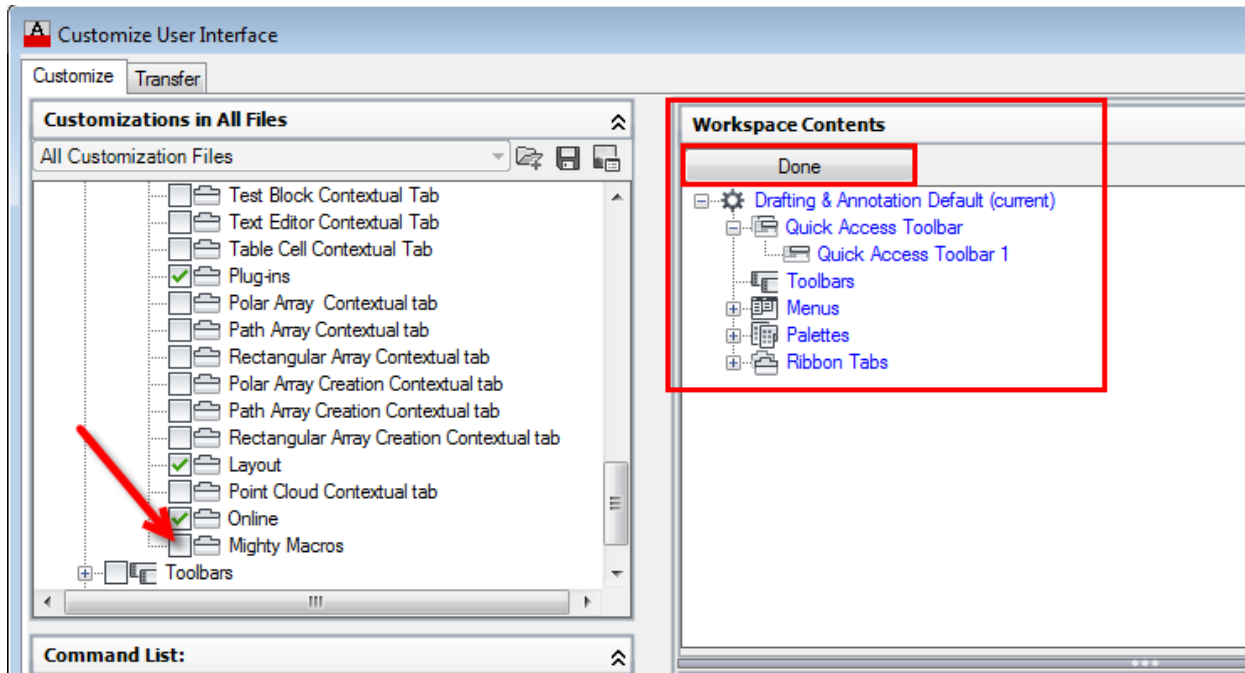 Customize User Interface
Customize
Transfer
Customizations in All Files
All Customization Files
Test Block Contextual Tab
Text Editor Contextual Tab
Table Cell Contextual Tab
Plug-ins
Polar Array  Contextual tab
Path Array Contextual tab
Rectangular Array Contextual tab
Polar Array Creation Contextual tab
Path Array Creation Contextual tab
Rectangular Array Creation Contextual tab
Layout
Point Cloud Contextual tab
Online
Mighty Macros
Toolbars
Command List:
Workspace Contents
Done
Drafting & Annotation Default (current)
Quick Access Toolbar
Quick Access Toolbar 1
Toolbars
Menus
Palettes
Ribbon Tabs